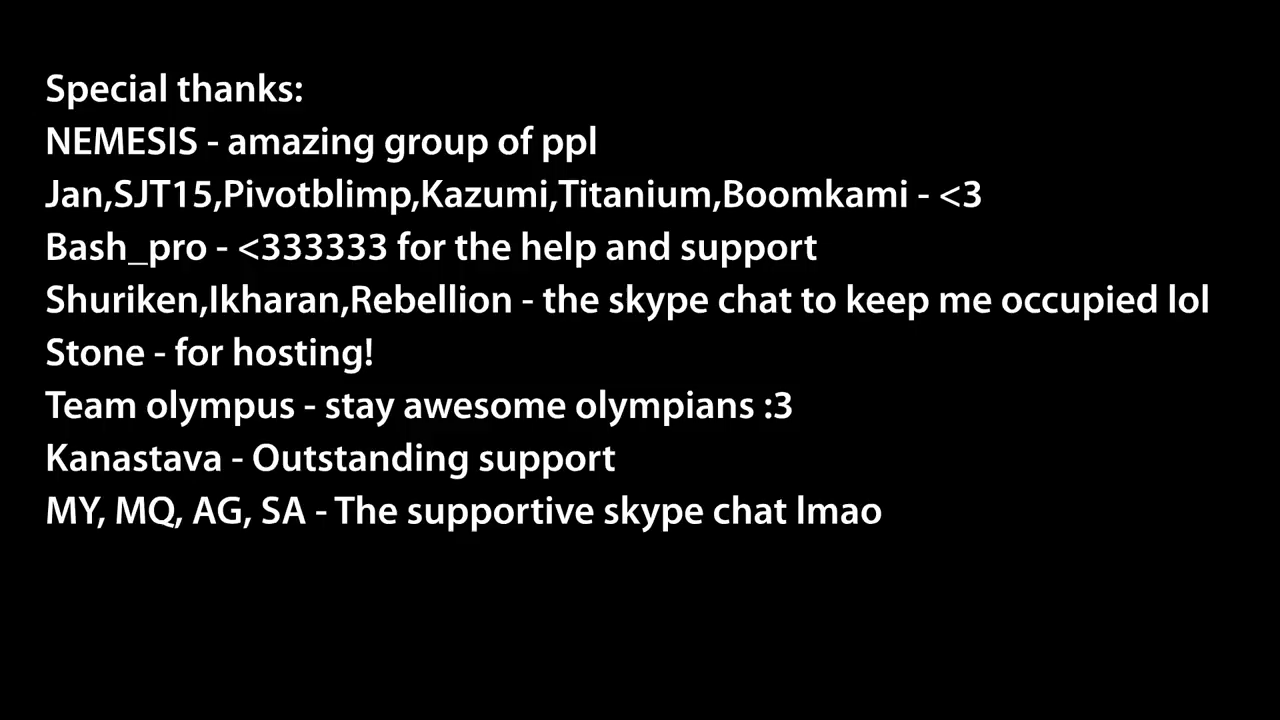 Special thanks:
NEMESIS - amazing group of ppl
Jan,SJT15,Pivotblimp,Kazumi,Titanium,Boomkami - <3
Bash_pro - <333333 for the help and support
Shuriken,Ikharan,Rebellion - the skype chat to keep me occupied lol
Stone - for hosting!
Team olympus - stay awesome olympians :3
Kanastava - Outstanding support
MY, MQ, AG, SA - The supportive skype chat lmao